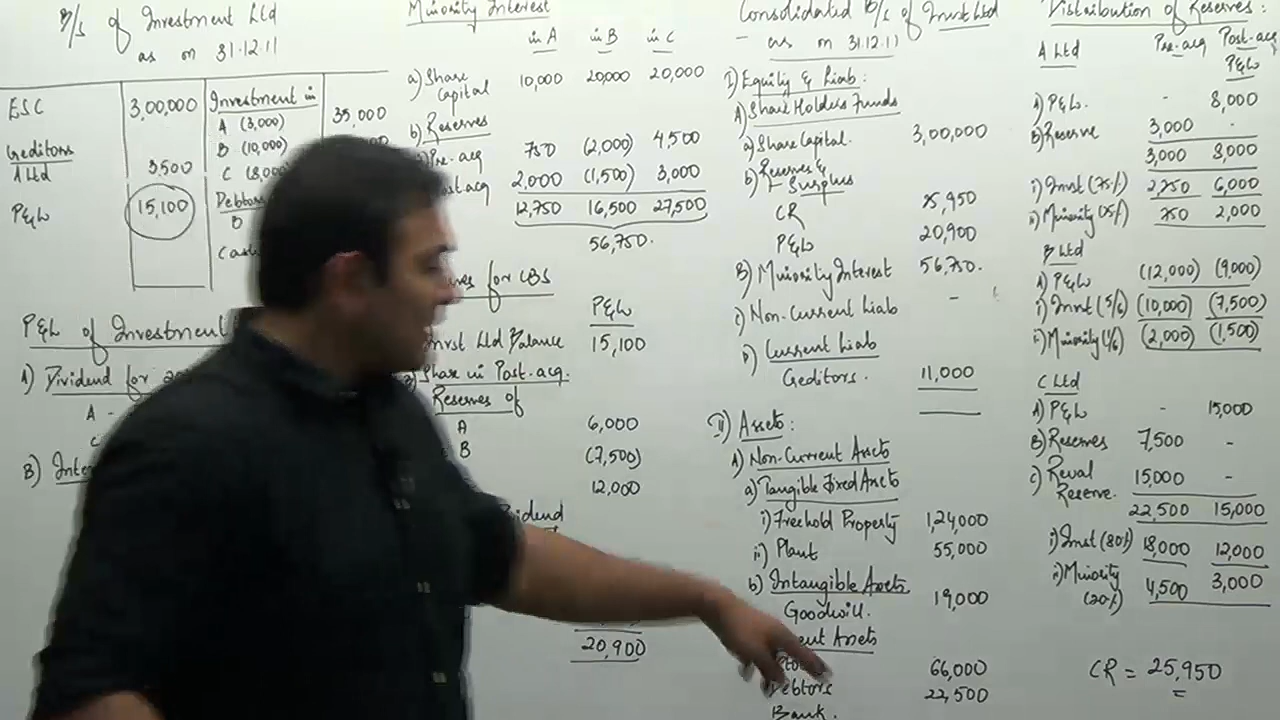 B/S of Investment Ltd
as on 31.12.11
ESC 3,00,000 Investment in
A (3,000) 35,000
B (10,000)
C (8,000
Creditors
A Ltd 3500
P&L 15,100 Debtors
B
Cash
P&L of Investment
A) Dividend for
A -
C
B) Inte
Minority Interest
in A in B in C
a) Share Capital 10,000 20,000 20,000
b) Reserves
Pre-acq 750 (2,000) 4,500
Post acq 2,000 (1,500) 3,000
12,750 16,500 27,500
56,750.
for CBS
P&L
Invst Ltd Balance 15,100
Share in Post-acq.
Reserves of
A 6,000
B (7,500)
12,000
Dividend
20,900
Consolidated B/S of Invst Ltd
as on 31.12.11
I) Equity & Liab:
A) Share Holders Funds
a) Share Capital. 3,00,000
b) Reserves & Surplus
CR 25,950
P&L 20,900
B) Minority Interest 56,750.
C) Non-Current Liab -
D) Current Liab
Creditors. 11,000
II) Assets:
A) Non-Current Assets
a) Tangible Fixed Assets
i) Freehold Property 1,24,000
ii) Plant 55,000
b) Intangible Assets
Goodwill. 19,000
Assets
66,000
Debtors 22,500
Bank.
Distribution of Reserves:
A Ltd Pre-acq Post-acq
P&L
A) P&L. - 8,000
B) Reserve 3,000 -
3,000 8,000
i) Invst (75%) 2,250 6,000
ii) Minority (25%) 750 2,000
B Ltd
A) P&L (12,000) (9,000)
i) Invst (5/6) (10,000) (7,500)
ii) Minority (1/6) (2,000) (1,500)
C Ltd
A) P&L - 15,000
B) Reserves 7,500 -
C) Reval Reserve. 15,000 -
22,500 15,000
i) Invst (80%) 18,000 12,000
ii) Minority (20%) 4,500 3,000
CR = 25,950